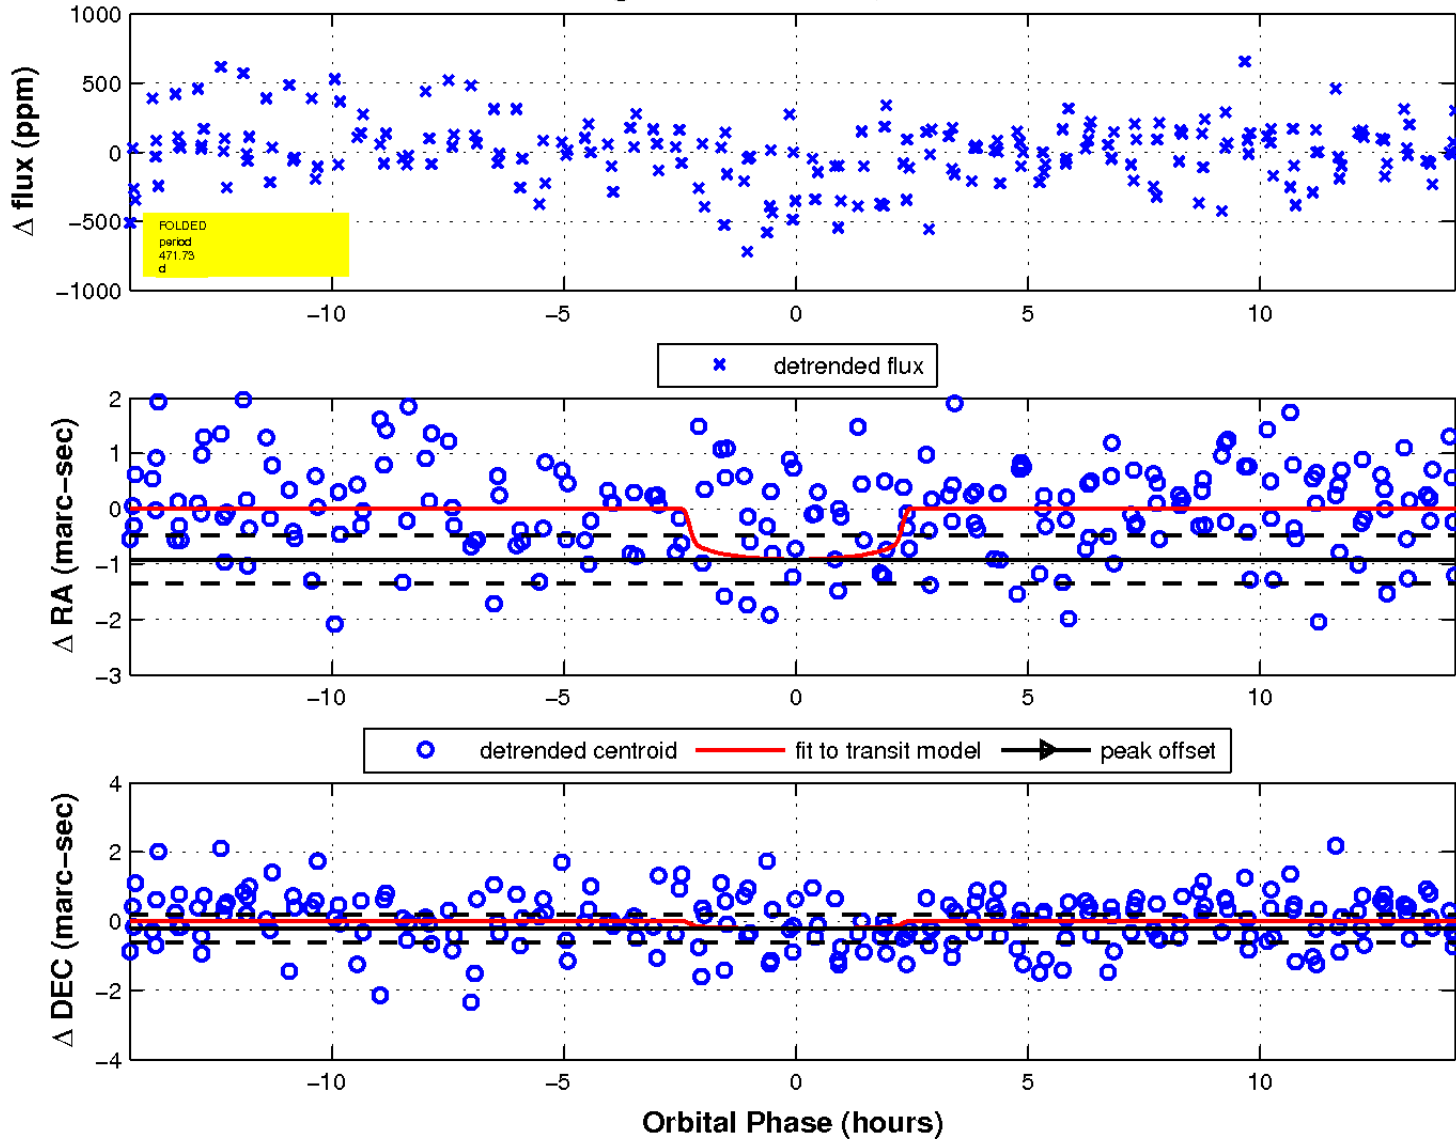 1000
500
0
−500
−1000
Δ flux (ppm)
FOLDED
period
471.73
d
−10
−5
0
5
10
detrended flux
2
1
0
−1
−2
−3
Δ RA (marc−sec)
−10
−5
0
5
10
detrended centroid
fit to transit model
peak offset
4
2
0
−2
−4
Δ DEC (marc−sec)
−10
−5
0
5
10
Orbital Phase (hours)